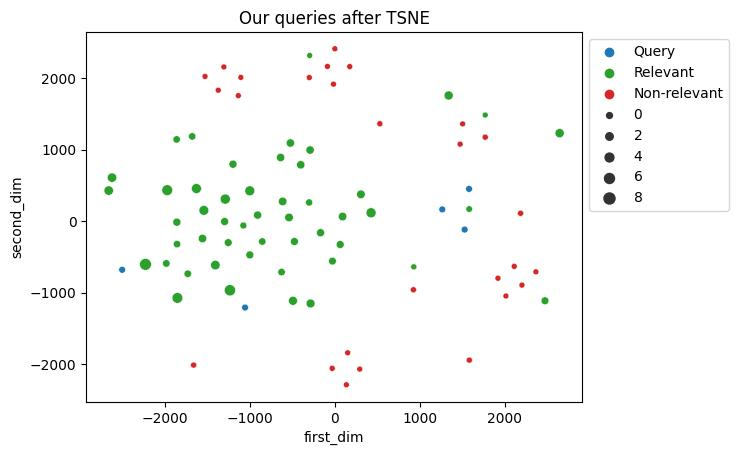 Our queries after TSNE
Query
Relevant
Non-relevant
0
2
4
6
8
2000
1000
0
−1000
−2000
second_dim
−2000
−1000
0
1000
2000
first_dim